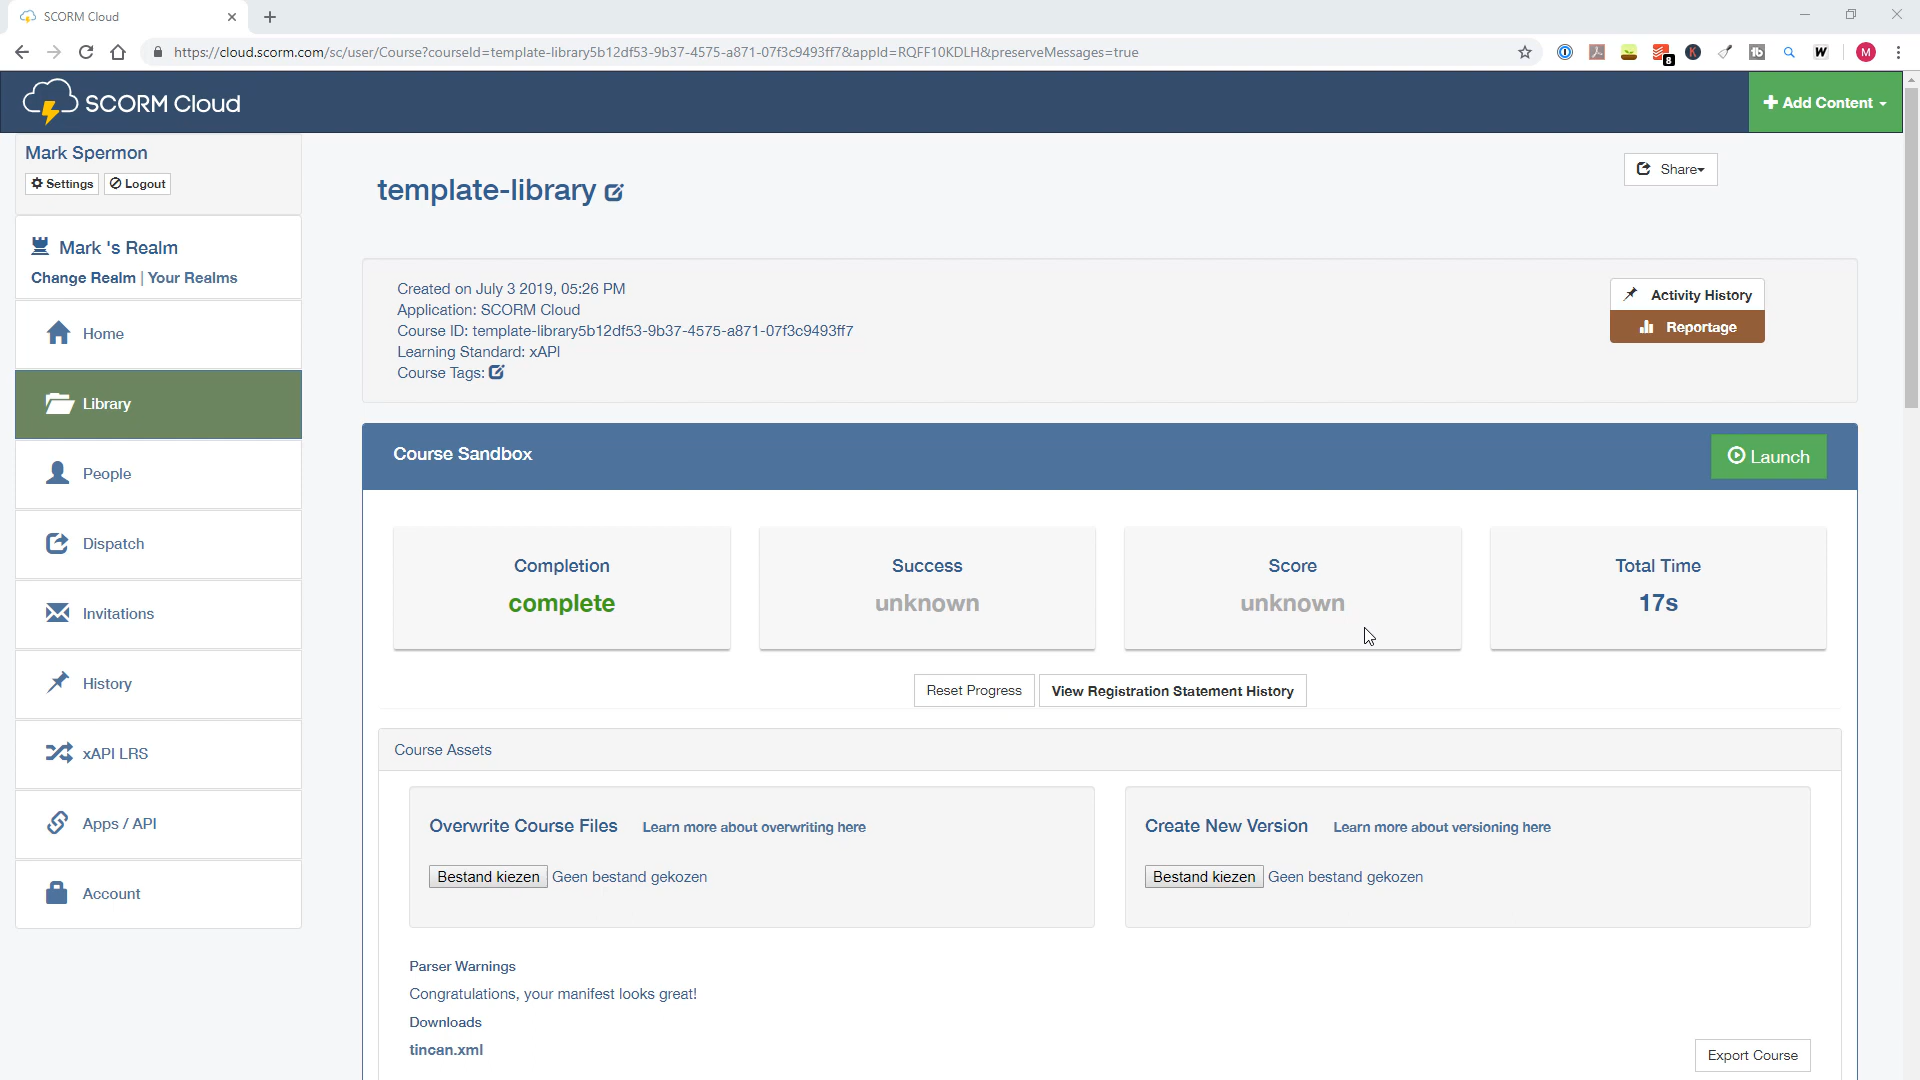 SCORM Cloud
https://cloud.scorm.com/sc/user/Course?courseId=template-library5b12df53-9b37-4575-a871-07f3c9493ff7&appId=RQFF10KDLH&preserveMessages=true
8
K
tb
W
M
SCORM Cloud
Add Content
Mark Spermon
Settings
Logout
Mark 's Realm
Change Realm | Your Realms
Home
Library
People
Dispatch
Invitations
History
xAPI LRS
Apps / API
Account
template-library
Share
Created on July 3 2019, 05:26 PM
Application: SCORM Cloud
Course ID: template-library5b12df53-9b37-4575-a871-07f3c9493ff7
Learning Standard: xAPI
Course Tags:
Activity History
Reportage
Course Sandbox
Launch
Completion
complete
Success
unknown
Score
unknown
Total Time
17s
Reset Progress
View Registration Statement History
Course Assets
Overwrite Course Files Learn more about overwriting here
Bestand kiezen Geen bestand gekozen
Create New Version Learn more about versioning here
Bestand kiezen Geen bestand gekozen
Parser Warnings
Congratulations, your manifest looks great!
Downloads
tincan.xml
Export Course